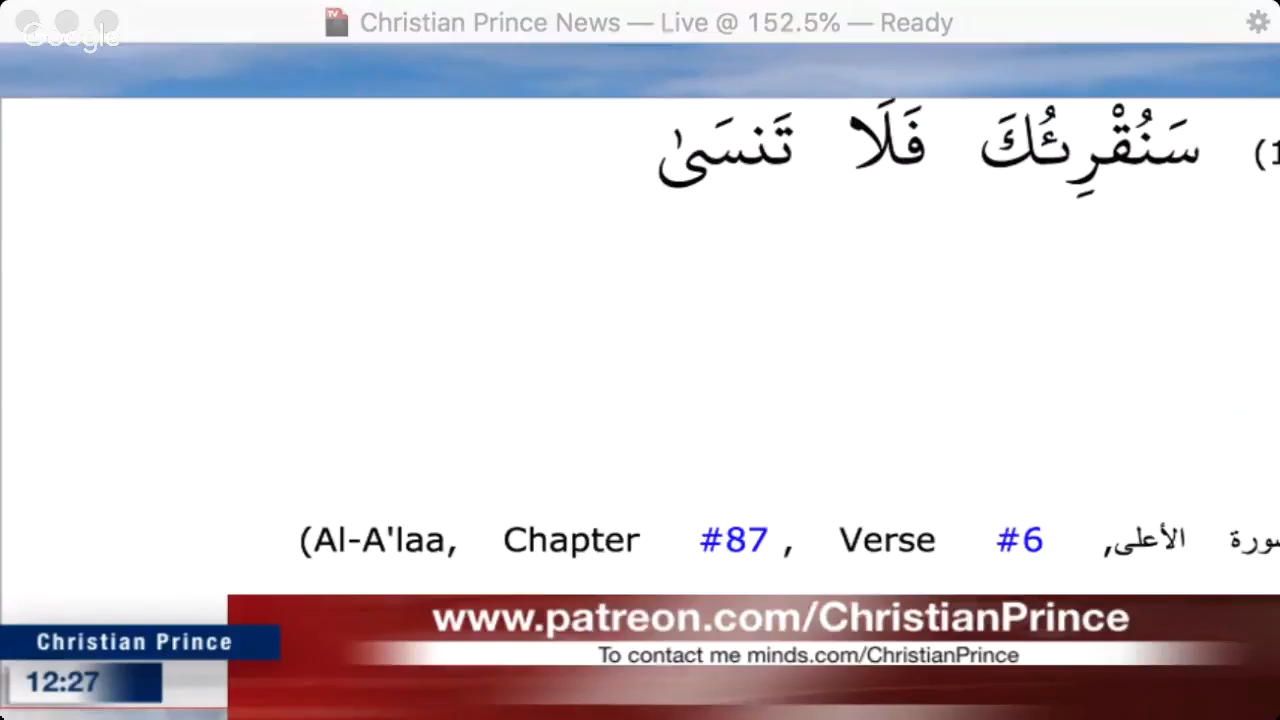 Christian Prince News — Live @ 152.5% — Ready
Google
سَنُقْرِئُكَ فَلَا تَنسَىٰ
(Al-A'laa, Chapter #87 , Verse #6 الأعلى,
www.patreon.com/ChristianPrince
To contact me minds.com/ChristianPrince
Christian Prince
12:27